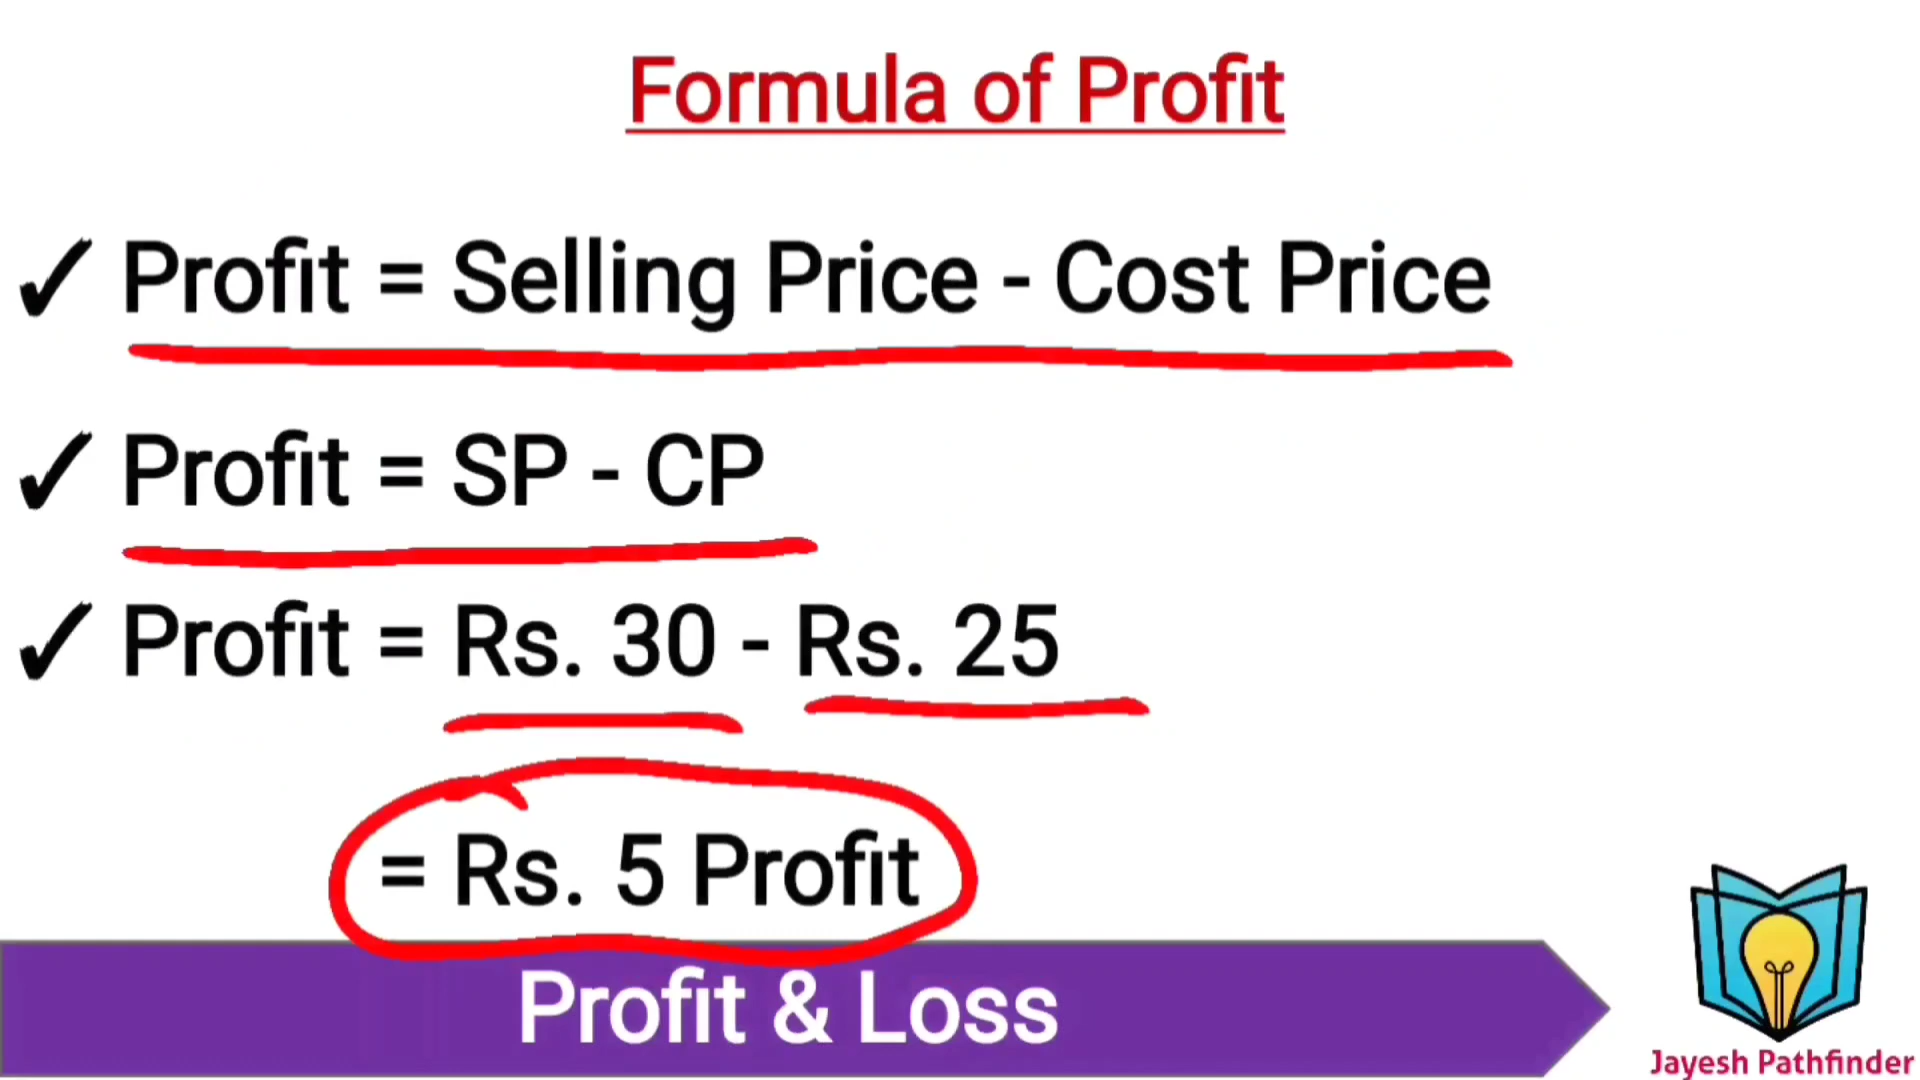 Formula of Profit
✓ Profit = Selling Price - Cost Price
✓ Profit = SP - CP
✓ Profit = Rs. 30 - Rs. 25
= Rs. 5 Profit
Profit & Loss
Jayesh Pathfinder